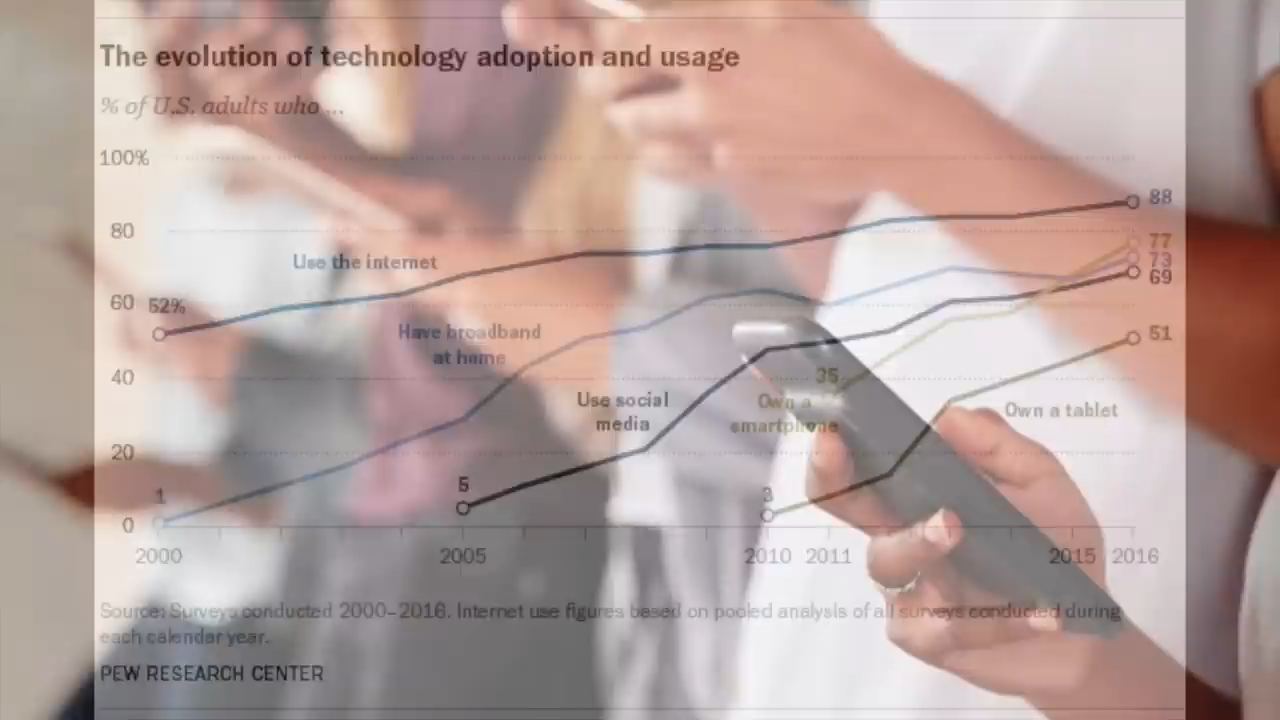 The evolution of technology adoption and usage
% of U.S. adults who ...
100%
88
80
77
73
Use the internet
69
60
52%
51
Have broadband
at home
40
35
Use social
media
Own a
smartphone
Own a tablet
20
5
3
1
0
2000
2005
2010
2011
2015
2016
Source: Surveys conducted 2000–2016. Internet use figures based on pooled analysis of all surveys conducted during
each calendar year.
PEW RESEARCH CENTER